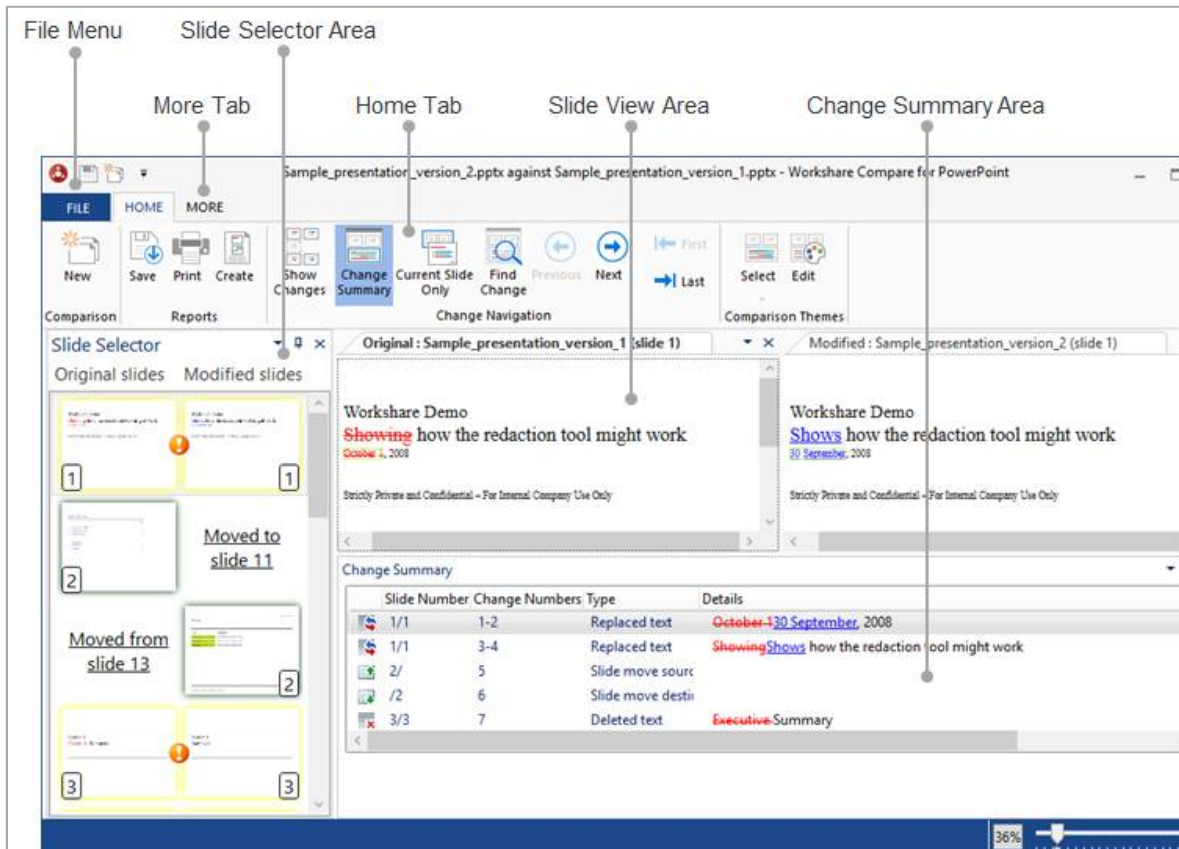 File Menu
Slide Selector Area
More Tab
Home Tab
Slide View Area
Change Summary Area
Sample_presentation_version_2.pptx against Sample_presentation_version_1.pptx - Workshare Compare for PowerPoint
FILE
HOME
MORE
New
Save
Print
Create
Show
Changes
Change
Summary
Current Slide
Only
Find
Change
Previous
Next
First
Last
Select
Edit
Comparison
Reports
Change Navigation
Comparison Themes
Slide Selector
Original slides Modified slides
1
1
2
Moved to
slide 11
Moved from
slide 13
2
3
3
Original : Sample_presentation_version_1 (slide 1)
Workshare Demo
Showing how the redaction tool might work
October 1, 2008
Strictly Private and Confidential – For Internal Company Use Only
Modified : Sample_presentation_version_2 (slide 1)
Workshare Demo
Shows how the redaction tool might work
30 September, 2008
Strictly Private and Confidential – For Internal Company Use Only
Change Summary
Slide Number Change Numbers Type Details
1/1 1-2 Replaced text October 130 September, 2008
1/1 3-4 Replaced text ShowingShows how the redaction tool might work
2/ 5 Slide move sourc
/2 6 Slide move destin
3/3 7 Deleted text Executive Summary
36%